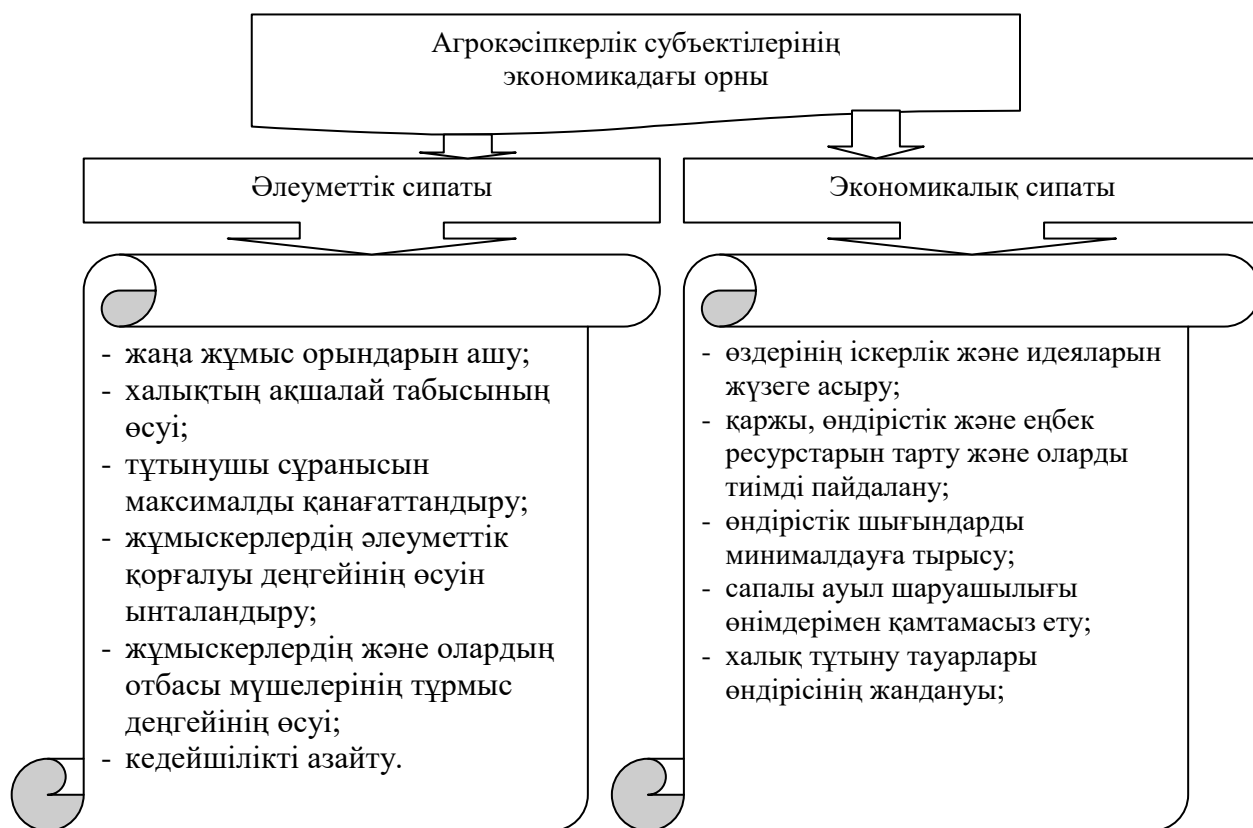 Агрокәсіпкерлік субъектілерінің
экономикадағы орны
Әлеуметтік сипаты
- жаңа жұмыс орындарын ашу;
- халықтың ақшалай табысының
өсуі;
- тұтынушы сұранысын
максималды қанағаттандыру;
- жұмыскерлердің әлеуметтік
қорғалуы деңгейінің өсуін
ынталандыру;
- жұмыскерлердің және олардың
отбасы мүшелерінің тұрмыс
деңгейінің өсуі;
- кедейшілікті азайту.
Экономикалық сипаты
- өздерінің іскерлік және идеяларын
жүзеге асыру;
- қаржы, өндірістік және еңбек
ресурстарын тарту және оларды
тиімді пайдалану;
- өндірістік шығындарды
минималдауға тырысу;
- сапалы ауыл шаруашылығы
өнімдерімен қамтамасыз ету;
- халық тұтыну тауарлары
өндірісінің жандануы;